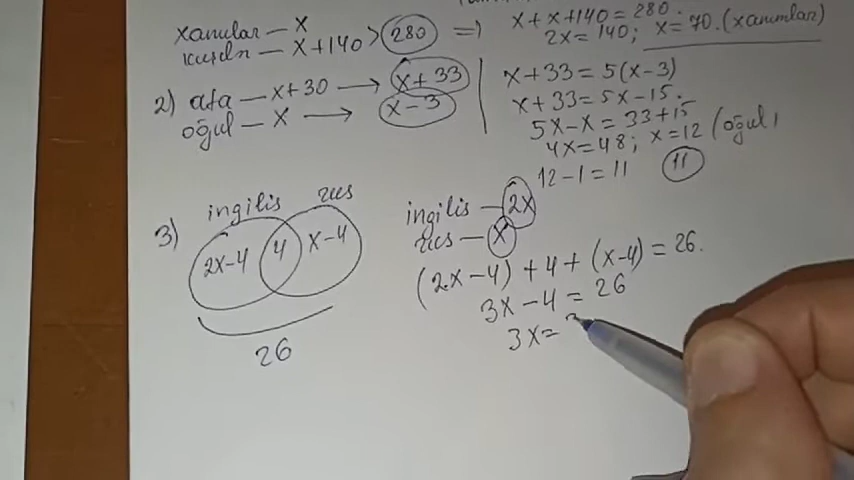 xanımlar — x
kişilər — x+140 > 280 => x + x+140 = 280.
2x = 140; x = 70. (xanımlar)
2) ata — x+30 → x+33
oğul — x → x-3
x+33 = 5(x-3)
x+33 = 5x-15.
5x-x = 33+15
4x = 48; x = 12 (oğul)
12-1 = 11 11
3) ingilis rus
2x-4 4 x-4
26
ingilis — 2x
rus — x
(2x-4) + 4 + (x-4) = 26.
3x - 4 = 26
3x =